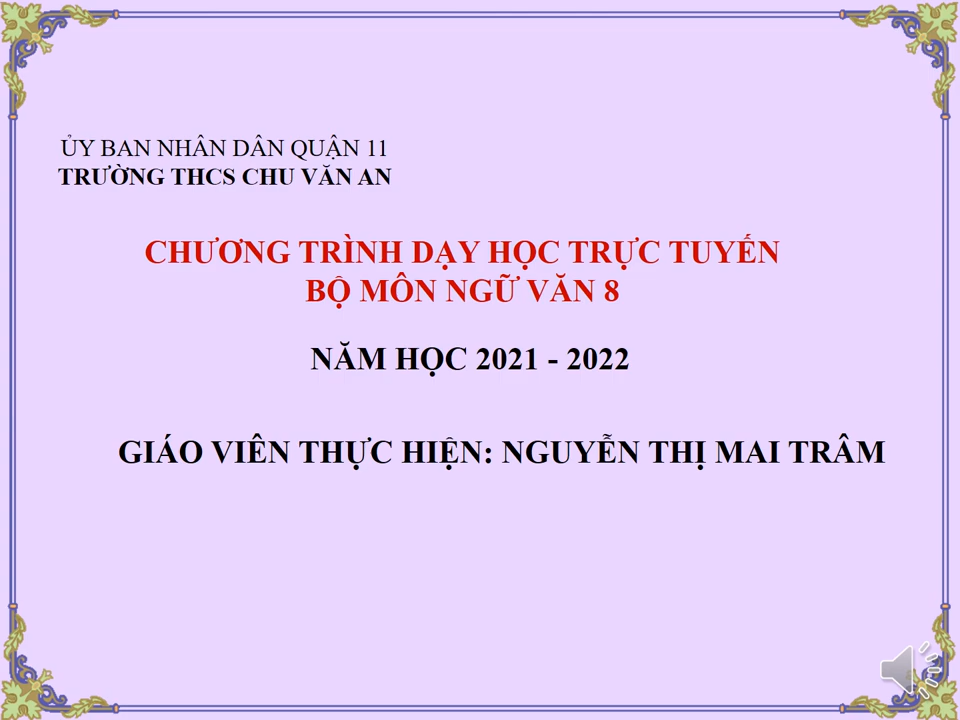 ỦY BAN NHÂN DÂN QUẬN 11
TRƯỜNG THCS CHU VĂN AN
CHƯƠNG TRÌNH DẠY HỌC TRỰC TUYẾN
BỘ MÔN NGỮ VĂN 8
NĂM HỌC 2021 - 2022
GIÁO VIÊN THỰC HIỆN: NGUYỄN THỊ MAI TRÂM